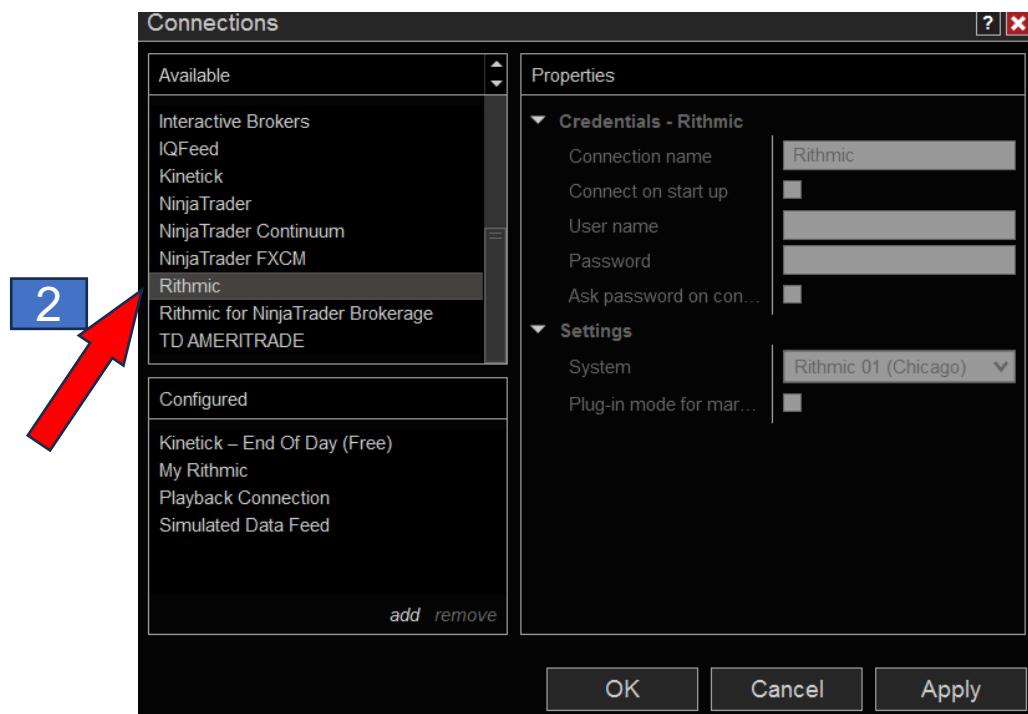 Connections
?
Available
Interactive Brokers
IQFeed
Kinetick
NinjaTrader
NinjaTrader Continuum
NinjaTrader FXCM
Rithmic
Rithmic for NinjaTrader Brokerage
TD AMERITRADE
2
Configured
Kinetick – End Of Day (Free)
My Rithmic
Playback Connection
Simulated Data Feed
add remove
Properties
Credentials - Rithmic
Connection name Rithmic
Connect on start up
User name
Password
Ask password on con...
Settings
System Rithmic 01 (Chicago)
Plug-in mode for mar...
OK Cancel Apply